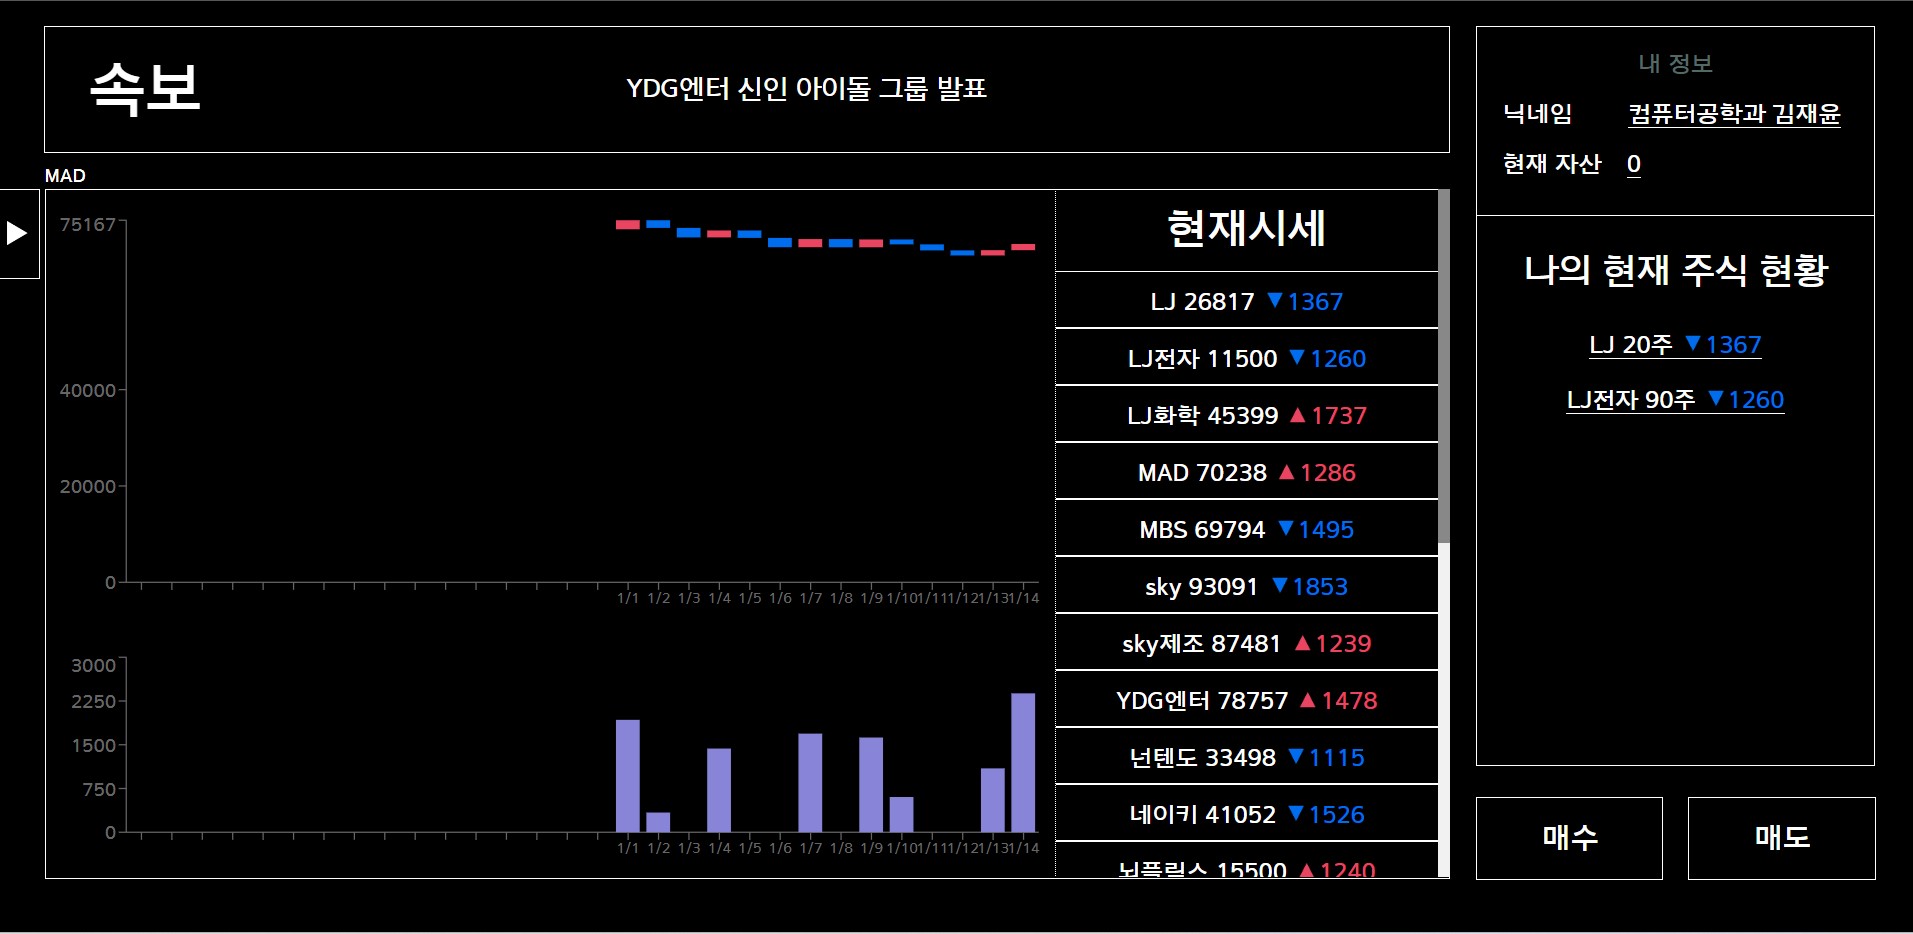 속보
YDG엔터 신인 아이돌 그룹 발표
MAD
75167
40000
20000
0
1/1 1/2 1/3 1/4 1/5 1/6 1/7 1/8 1/9 1/10 1/11 1/12 1/13 1/14
3000
2250
1500
750
0
1/1 1/2 1/3 1/4 1/5 1/6 1/7 1/8 1/9 1/10 1/11 1/12 1/13 1/14
현재시세
LJ 26817 ▼1367
LJ전자 11500 ▼1260
LJ화학 45399 ▲1737
MAD 70238 ▲1286
MBS 69794 ▼1495
sky 93091 ▼1853
sky제조 87481 ▲1239
YDG엔터 78757 ▲1478
넌텐도 33498 ▼1115
네이키 41052 ▼1526
뇌플릭스 15500 ▲1240
내 정보
닉네임 컴퓨터공학과 김재윤
현재 자산 0
나의 현재 주식 현황
LJ 20주 ▼1367
LJ전자 90주 ▼1260
매수
매도